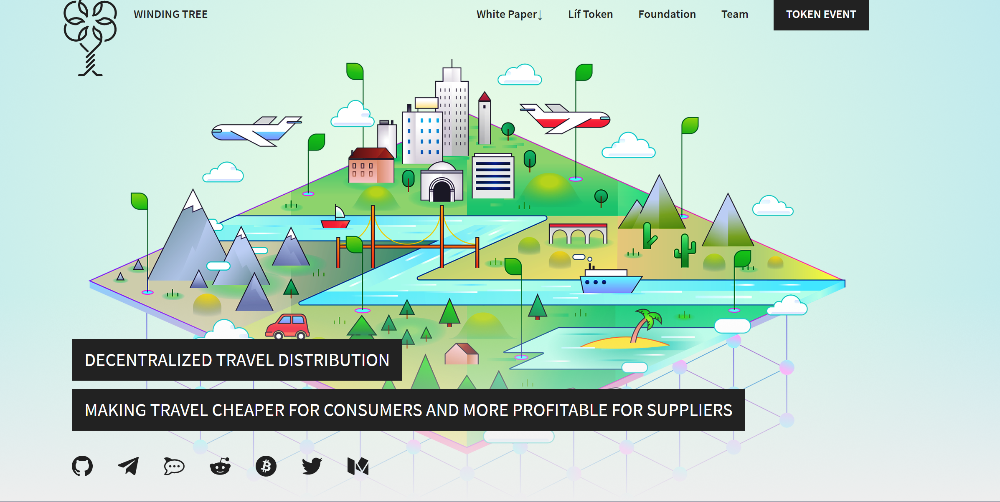 WINDING TREE
White Paper↓
Líf Token
Foundation
Team
TOKEN EVENT
DECENTRALIZED TRAVEL DISTRIBUTION
MAKING TRAVEL CHEAPER FOR CONSUMERS AND MORE PROFITABLE FOR SUPPLIERS